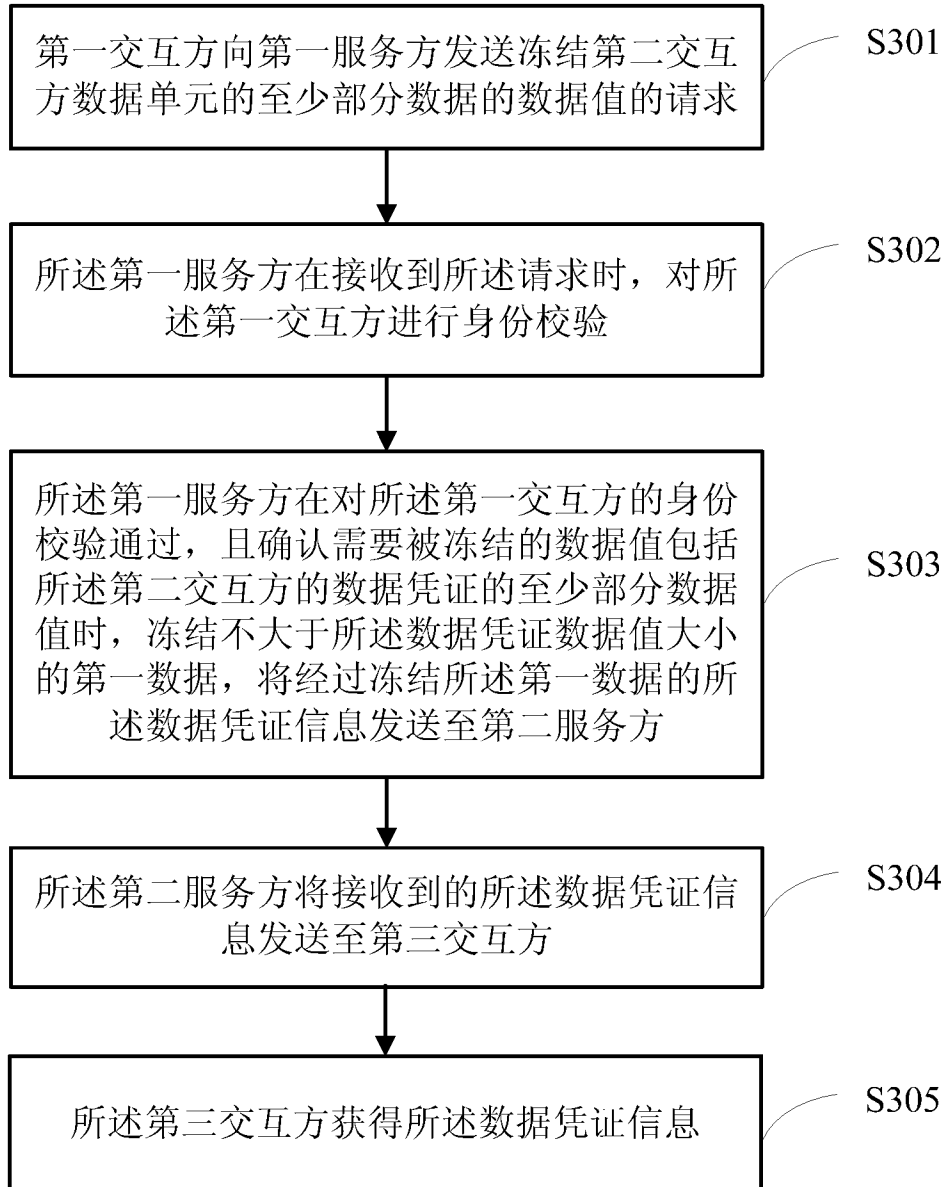 第一交互方向第一服务方发送冻结第二交互
方数据单元的至少部分数据的数据值的请求
S301
所述第一服务方在接收到所述请求时，对所
述第一交互方进行身份校验
S302
所述第一服务方在对所述第一交互方的身份
校验通过，且确认需要被冻结的数据值包括
所述第二交互方的数据凭证的至少部分数据
值时，冻结不大于所述数据凭证数据值大小
的第一数据，将经过冻结所述第一数据的所
述数据凭证信息发送至第二服务方
S303
所述第二服务方将接收到的所述数据凭证信
息发送至第三交互方
S304
所述第三交互方获得所述数据凭证信息
S305